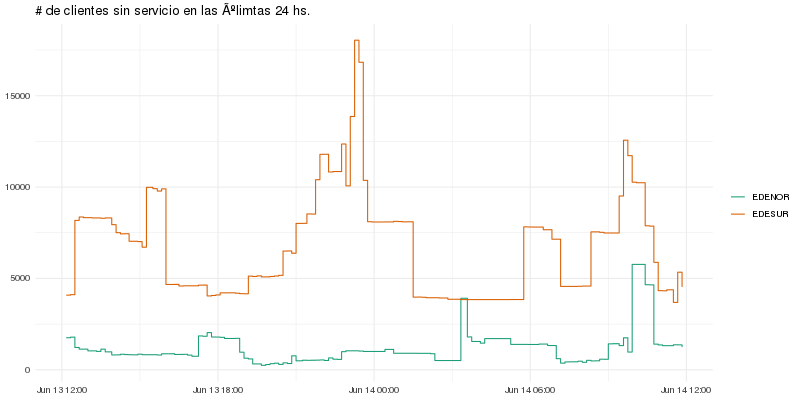 # de clientes sin servicio en las Ãºlimtas 24 hs.
15000
10000
5000
0
Jun 13 12:00
Jun 13 18:00
Jun 14 00:00
Jun 14 06:00
Jun 14 12:00
EDENOR
EDESUR